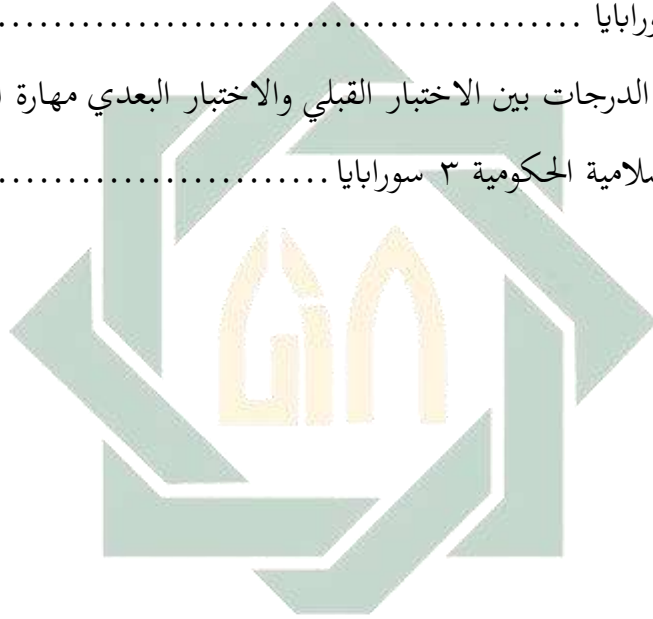 ورابايا ..........................................
الدرجات بين الاختبار القبلي والاختبار البعدي مهارة ا
سلامية الحكومية ٣ سورابايا ........................